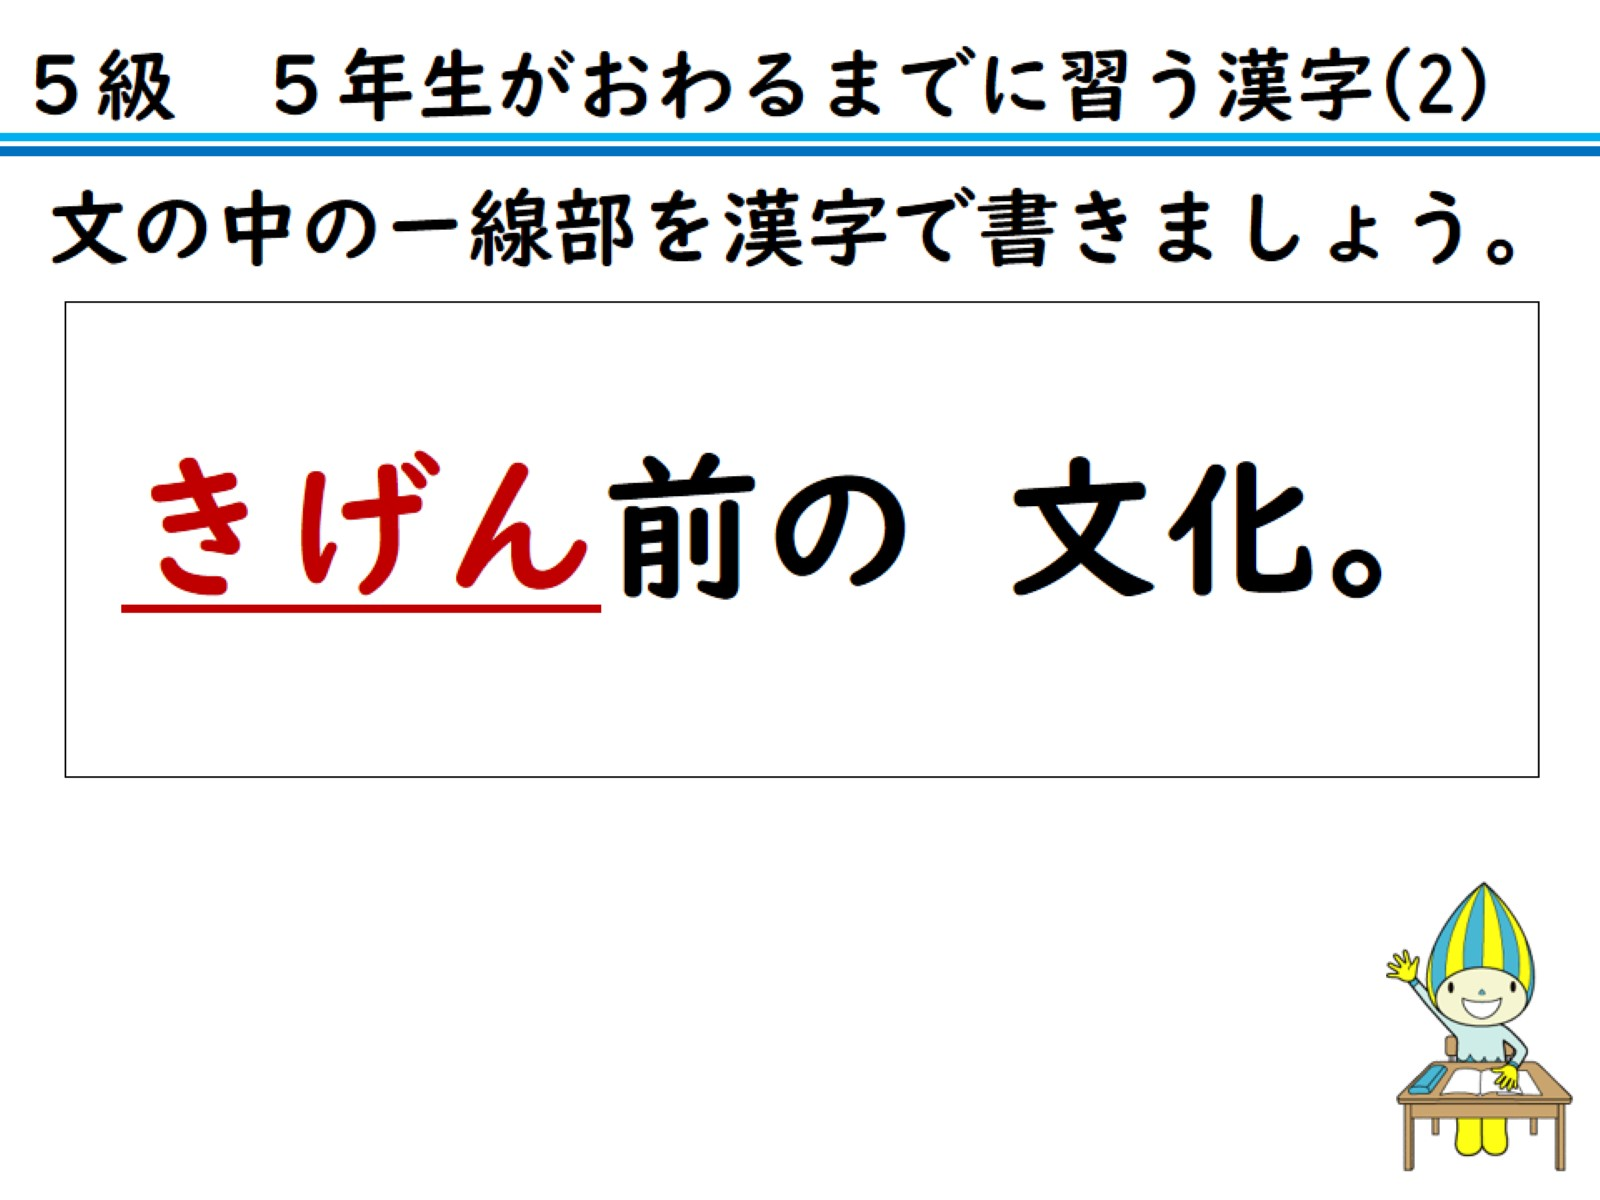 ５級　５年生がおわるまでに習う漢字(2)
文の中の一線部を漢字で書きましょう。
きげん前の　文化。